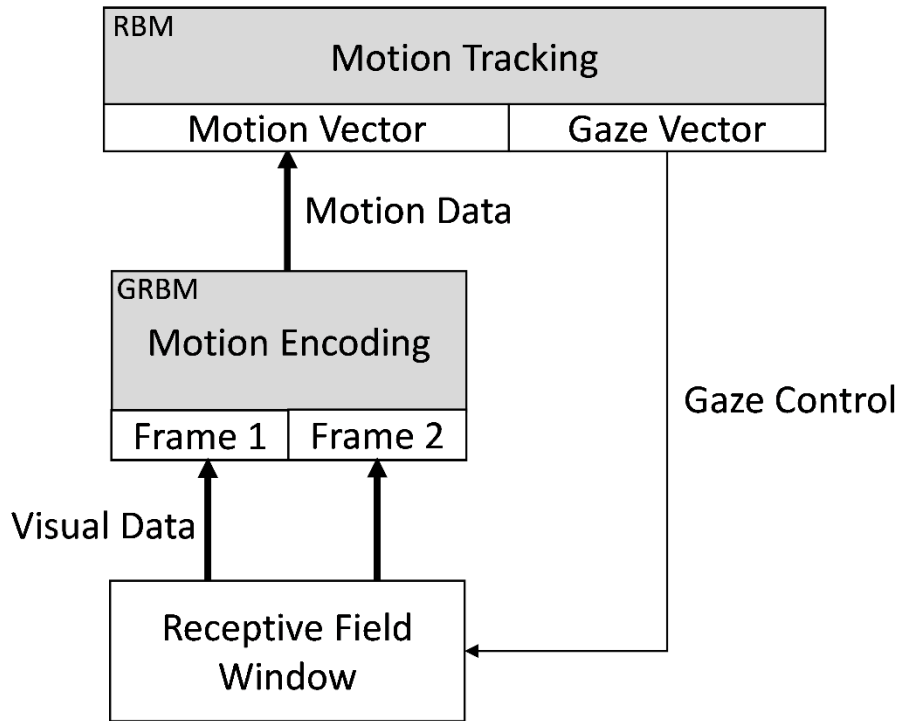 RBM
Motion Tracking
Motion Vector
Gaze Vector
Motion Data
GRBM
Motion Encoding
Gaze Control
Frame 1
Frame 2
Visual Data
Receptive Field
Window